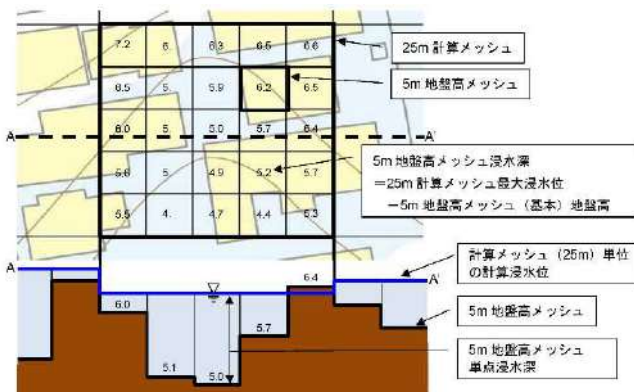 7.2 6. 6.3 6.5 6.6
25m 計算メッシュ
6.5 5. 5.9 6.2 6.5
5m 地盤高メッシュ
A 6.0 5. 5.0 5.7 6.4 A'
5.8 5. 4.9 5.2 5.7
5m 地盤高メッシュ浸水深
=25m 計算メッシュ最大浸水位
-5m 地盤高メッシュ(基本)地盤高
5.5 4. 4.7 4.4 5.3
A 6.4 A'
計算メッシュ(25m)単位
の計算浸水位
6.0
5.7
5m 地盤高メッシュ
5.1
5.0
5m 地盤高メッシュ
単点浸水深